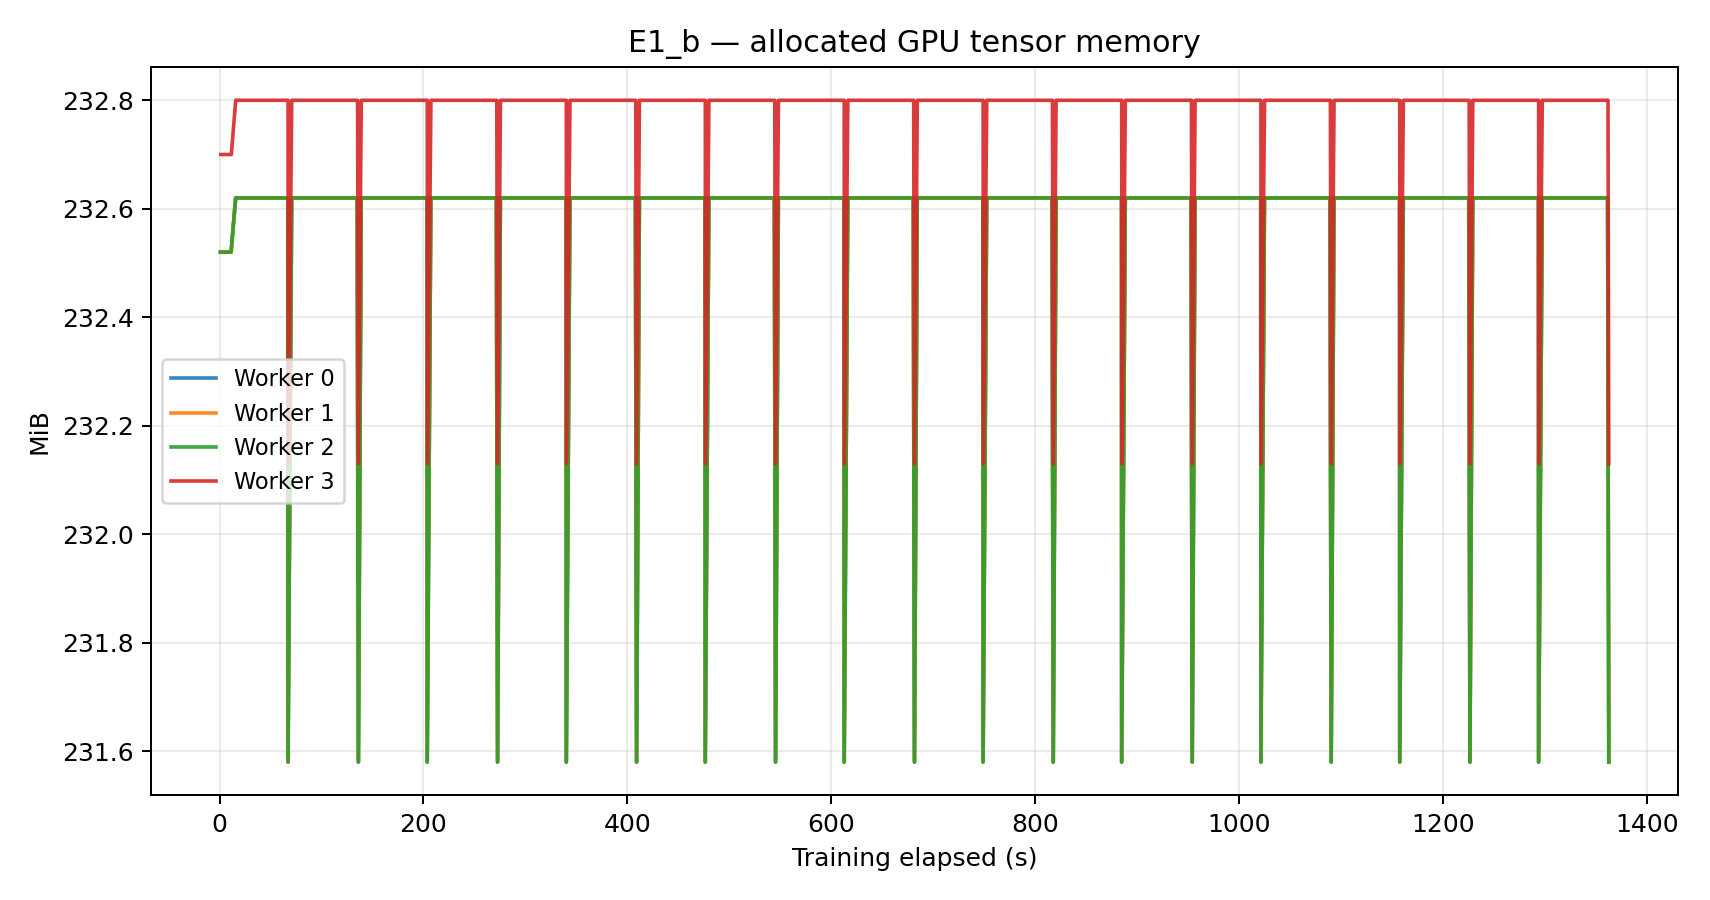 E1_b — allocated GPU tensor memory
232.8
232.6
232.4
232.2
232.0
231.8
231.6
MiB
Worker 0
Worker 1
Worker 2
Worker 3
0 200 400 600 800 1000 1200 1400
Training elapsed (s)